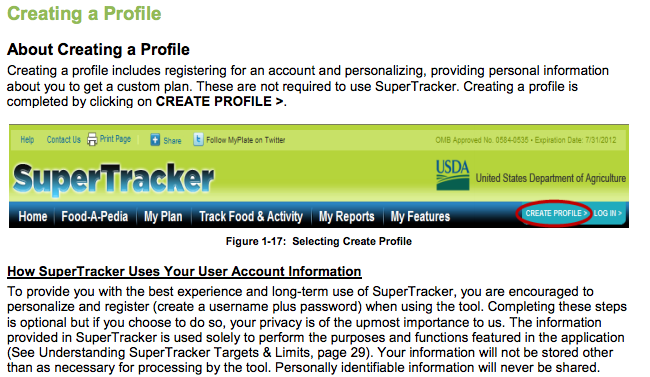 Creating a Profile
About Creating a Profile
Creating a profile includes registering for an account and personalizing, providing personal information
about you to get a custom plan. These are not required to use SuperTracker. Creating a profile is
completed by clicking on CREATE PROFILE >.
Help Contact Us Print Page Share Follow MyPlate on Twitter OMB Approved No. 0584-0535 • Expiration Date: 7/31/2012
SuperTracker USDA United States Department of Agriculture
Home Food-A-Pedia My Plan Track Food & Activity My Reports My Features CREATE PROFILE > LOG IN >
Figure 1-17: Selecting Create Profile
How SuperTracker Uses Your User Account Information
To provide you with the best experience and long-term use of SuperTracker, you are encouraged to
personalize and register (create a username plus password) when using the tool. Completing these steps
is optional but if you choose to do so, your privacy is of the upmost importance to us. The information
provided in SuperTracker is used solely to perform the purposes and functions featured in the application
(See Understanding SuperTracker Targets & Limits, page 29). Your information will not be stored other
than as necessary for processing by the tool. Personally identifiable information will never be shared.